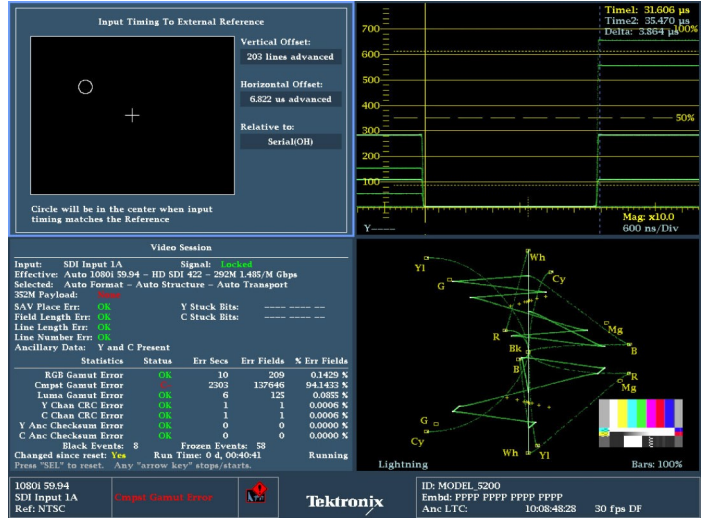 Input Timing To External Reference
Vertical Offset:
203 lines advanced
Horizontal Offset:
6.822 us advanced
Relative to:
Serial(OH)
Circle will be in the center when input
timing matches the Reference
Time1: 31.606 µs
Time2: 35.470 µs
Delta: 3.864 µs
100%
700
600
500
400
50%
300
200
100
Mag: x10.0
Y----
600 ns/Div
Video Session
Input: SDI Input 1A Signal: Locked
Effective: Auto 1080i 59.94 – HD SDI 422 – 292M 1.485/M Gbps
Selected: Auto Format – Auto Structure – Auto Transport
352M Payload:
SAV Place Err: OK Y Stuck Bits: ---- ---- --
Field Length Err: OK C Stuck Bits: ---- ---- --
Line Length Err: OK
Line Number Err: OK
Ancillary Data: Y and C Present
Statistics Status Err Secs Err Fields % Err Fields
RGB Gamut Error OK 10 209 0.1429 %
Cmpst Gamut Error 2303 137646 94.1433 %
Luma Gamut Error OK 6 125 0.0855 %
Y Chan CRC Error OK 1 1 0.0006 %
C Chan CRC Error OK 1 1 0.0006 %
Y Anc Checksum Error OK 0 0 0.0000 %
C Anc Checksum Error OK 0 0 0.0000 %
Black Events: 8 Frozen Events: 58
Changed since reset: Yes Run Time: 0 d, 00:40:41 Running
Press "SEL" to reset. Any "arrow key" stops/starts.
Yl
Wh
Cy
G
Mg
R
Bk
B
B
R
Mg
G
Cy
Wh
Yl
Lightning
Bars: 100%
1080i 59.94
SDI Input 1A
Ref: NTSC
Cmpst Gamut Error
Tektronix
ID: MODEL_5200
Embd: PPPP PPPP PPPP PPPP
Anc LTC: 10:08:48:28 30 fps DF